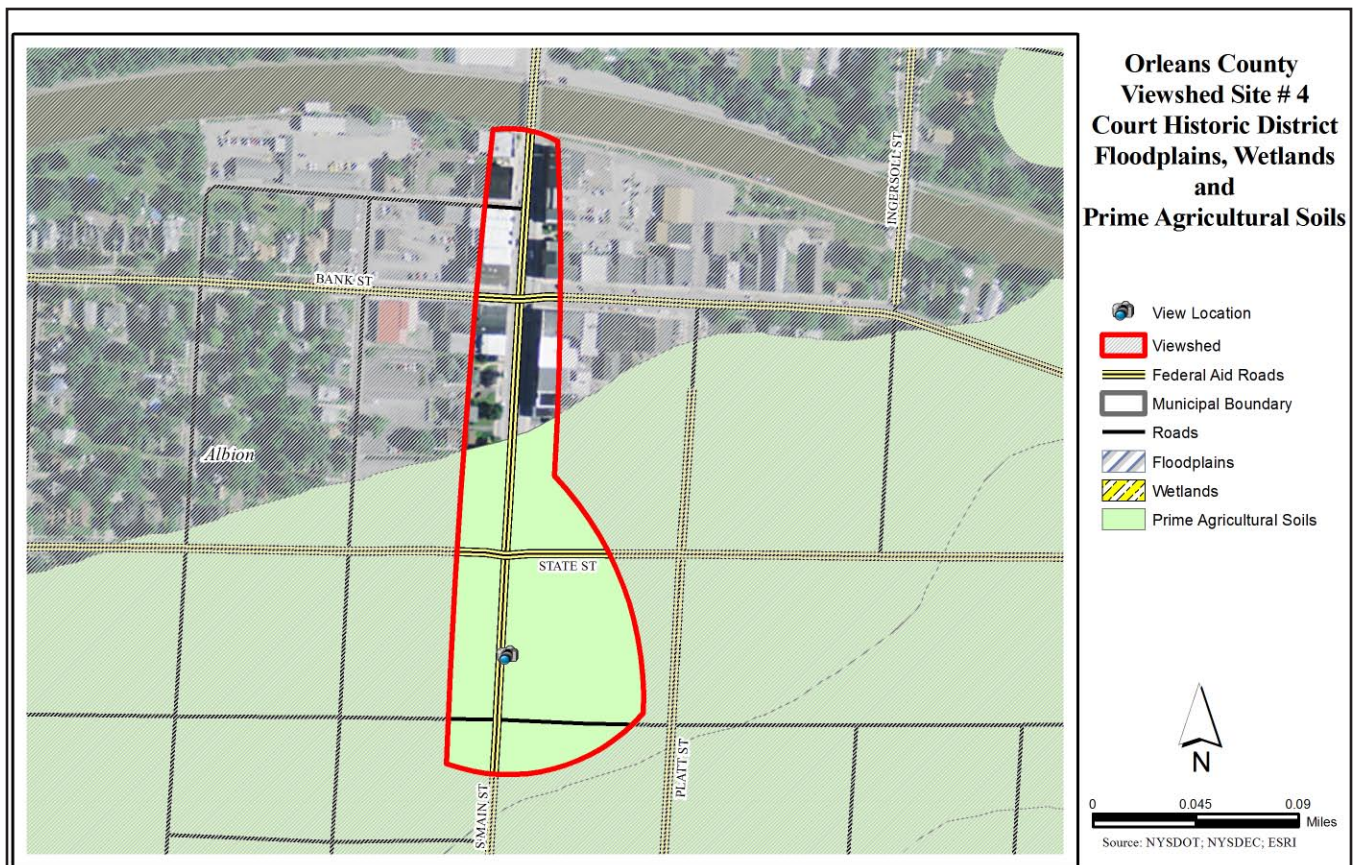 Orleans County
Viewshed Site # 4
Court Historic District
Floodplains, Wetlands
and
Prime Agricultural Soils
View Location
Viewshed
Federal Aid Roads
Municipal Boundary
Roads
Floodplains
Wetlands
Prime Agricultural Soils
N
0 0.045 0.09
Miles
Source: NYSDOT; NYSDEC; ESRI
INGERSOLL ST
BANK ST
Albion
STATE ST
S MAIN ST
PLATT ST